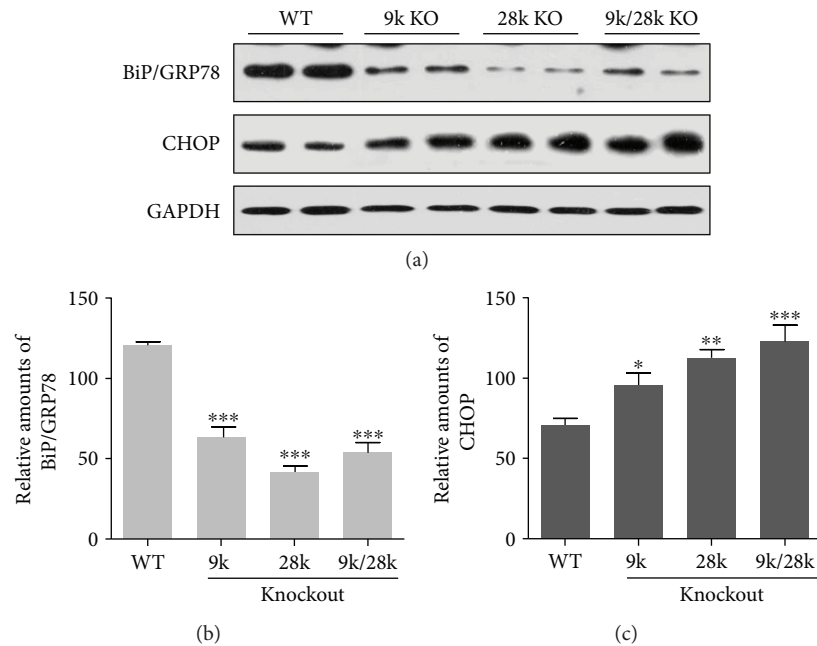 WT 9k KO 28k KO 9k/28k KO
BiP/GRP78
CHOP
GAPDH
(a)
Relative amounts of
BiP/GRP78
150
100
50
0
***
***
***
WT 9k 28k 9k/28k
Knockout
(b)
Relative amounts of
CHOP
150
100
50
0
*
**
***
WT 9k 28k 9k/28k
Knockout
(c)